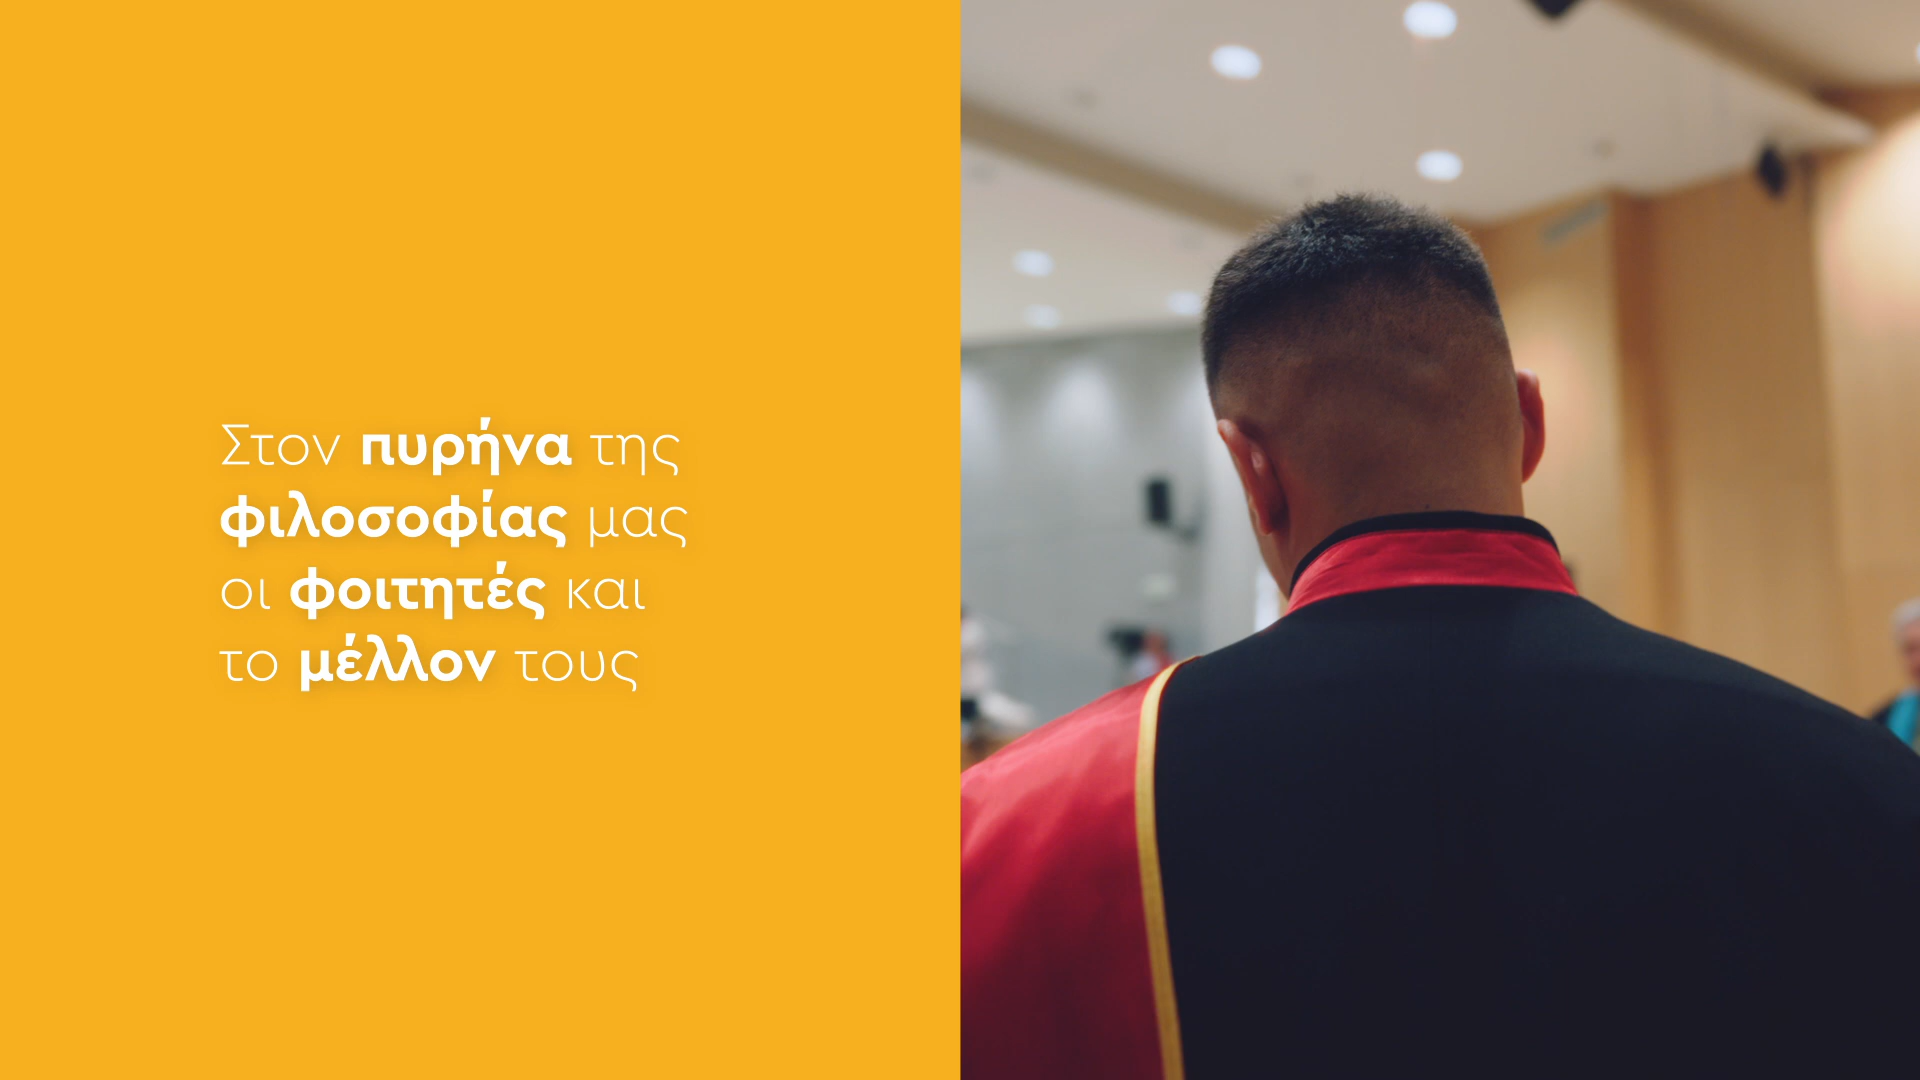 Στον πυρήνα της
φιλοσοφίας μας
οι φοιτητές και
το μέλλον τους